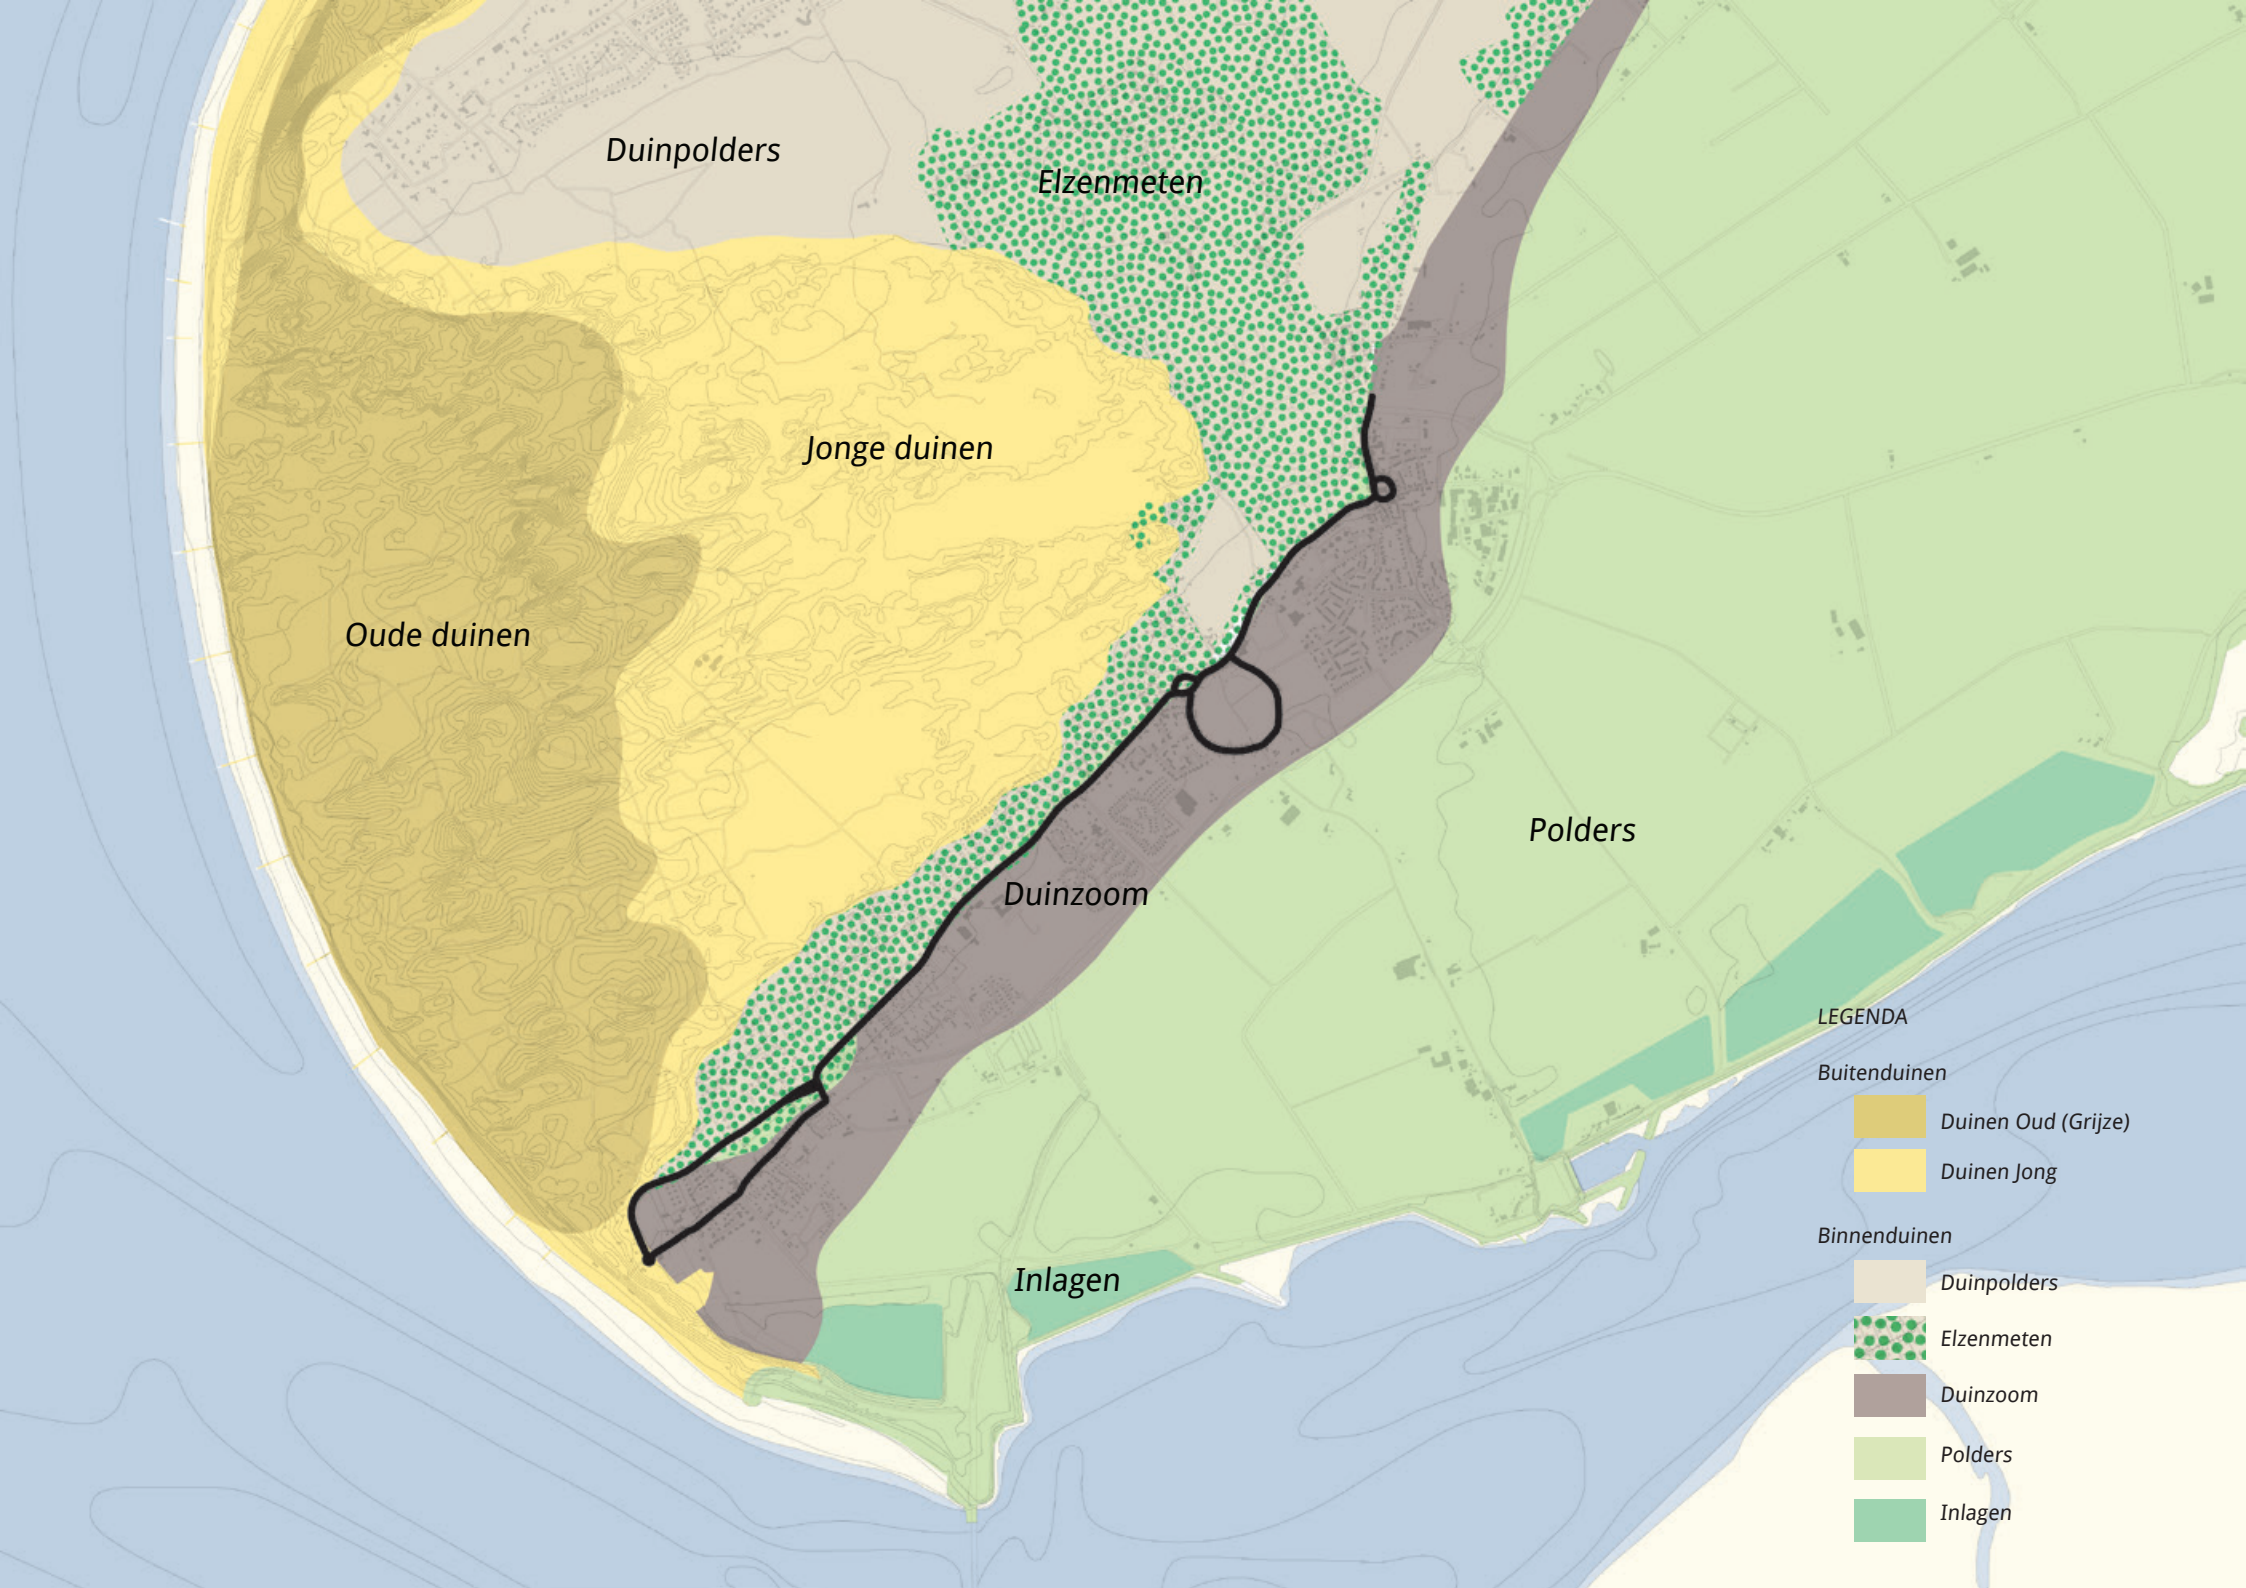 Duinpolders
Elzenmeten
Jonge duinen
Oude duinen
Polders
Duinzoom
Inlagen
LEGENDA
Buitenduinen
Duinen Oud (Grijze)
Duinen Jong
Binnenduinen
Duinpolders
Elzenmeten
Duinzoom
Polders
Inlagen